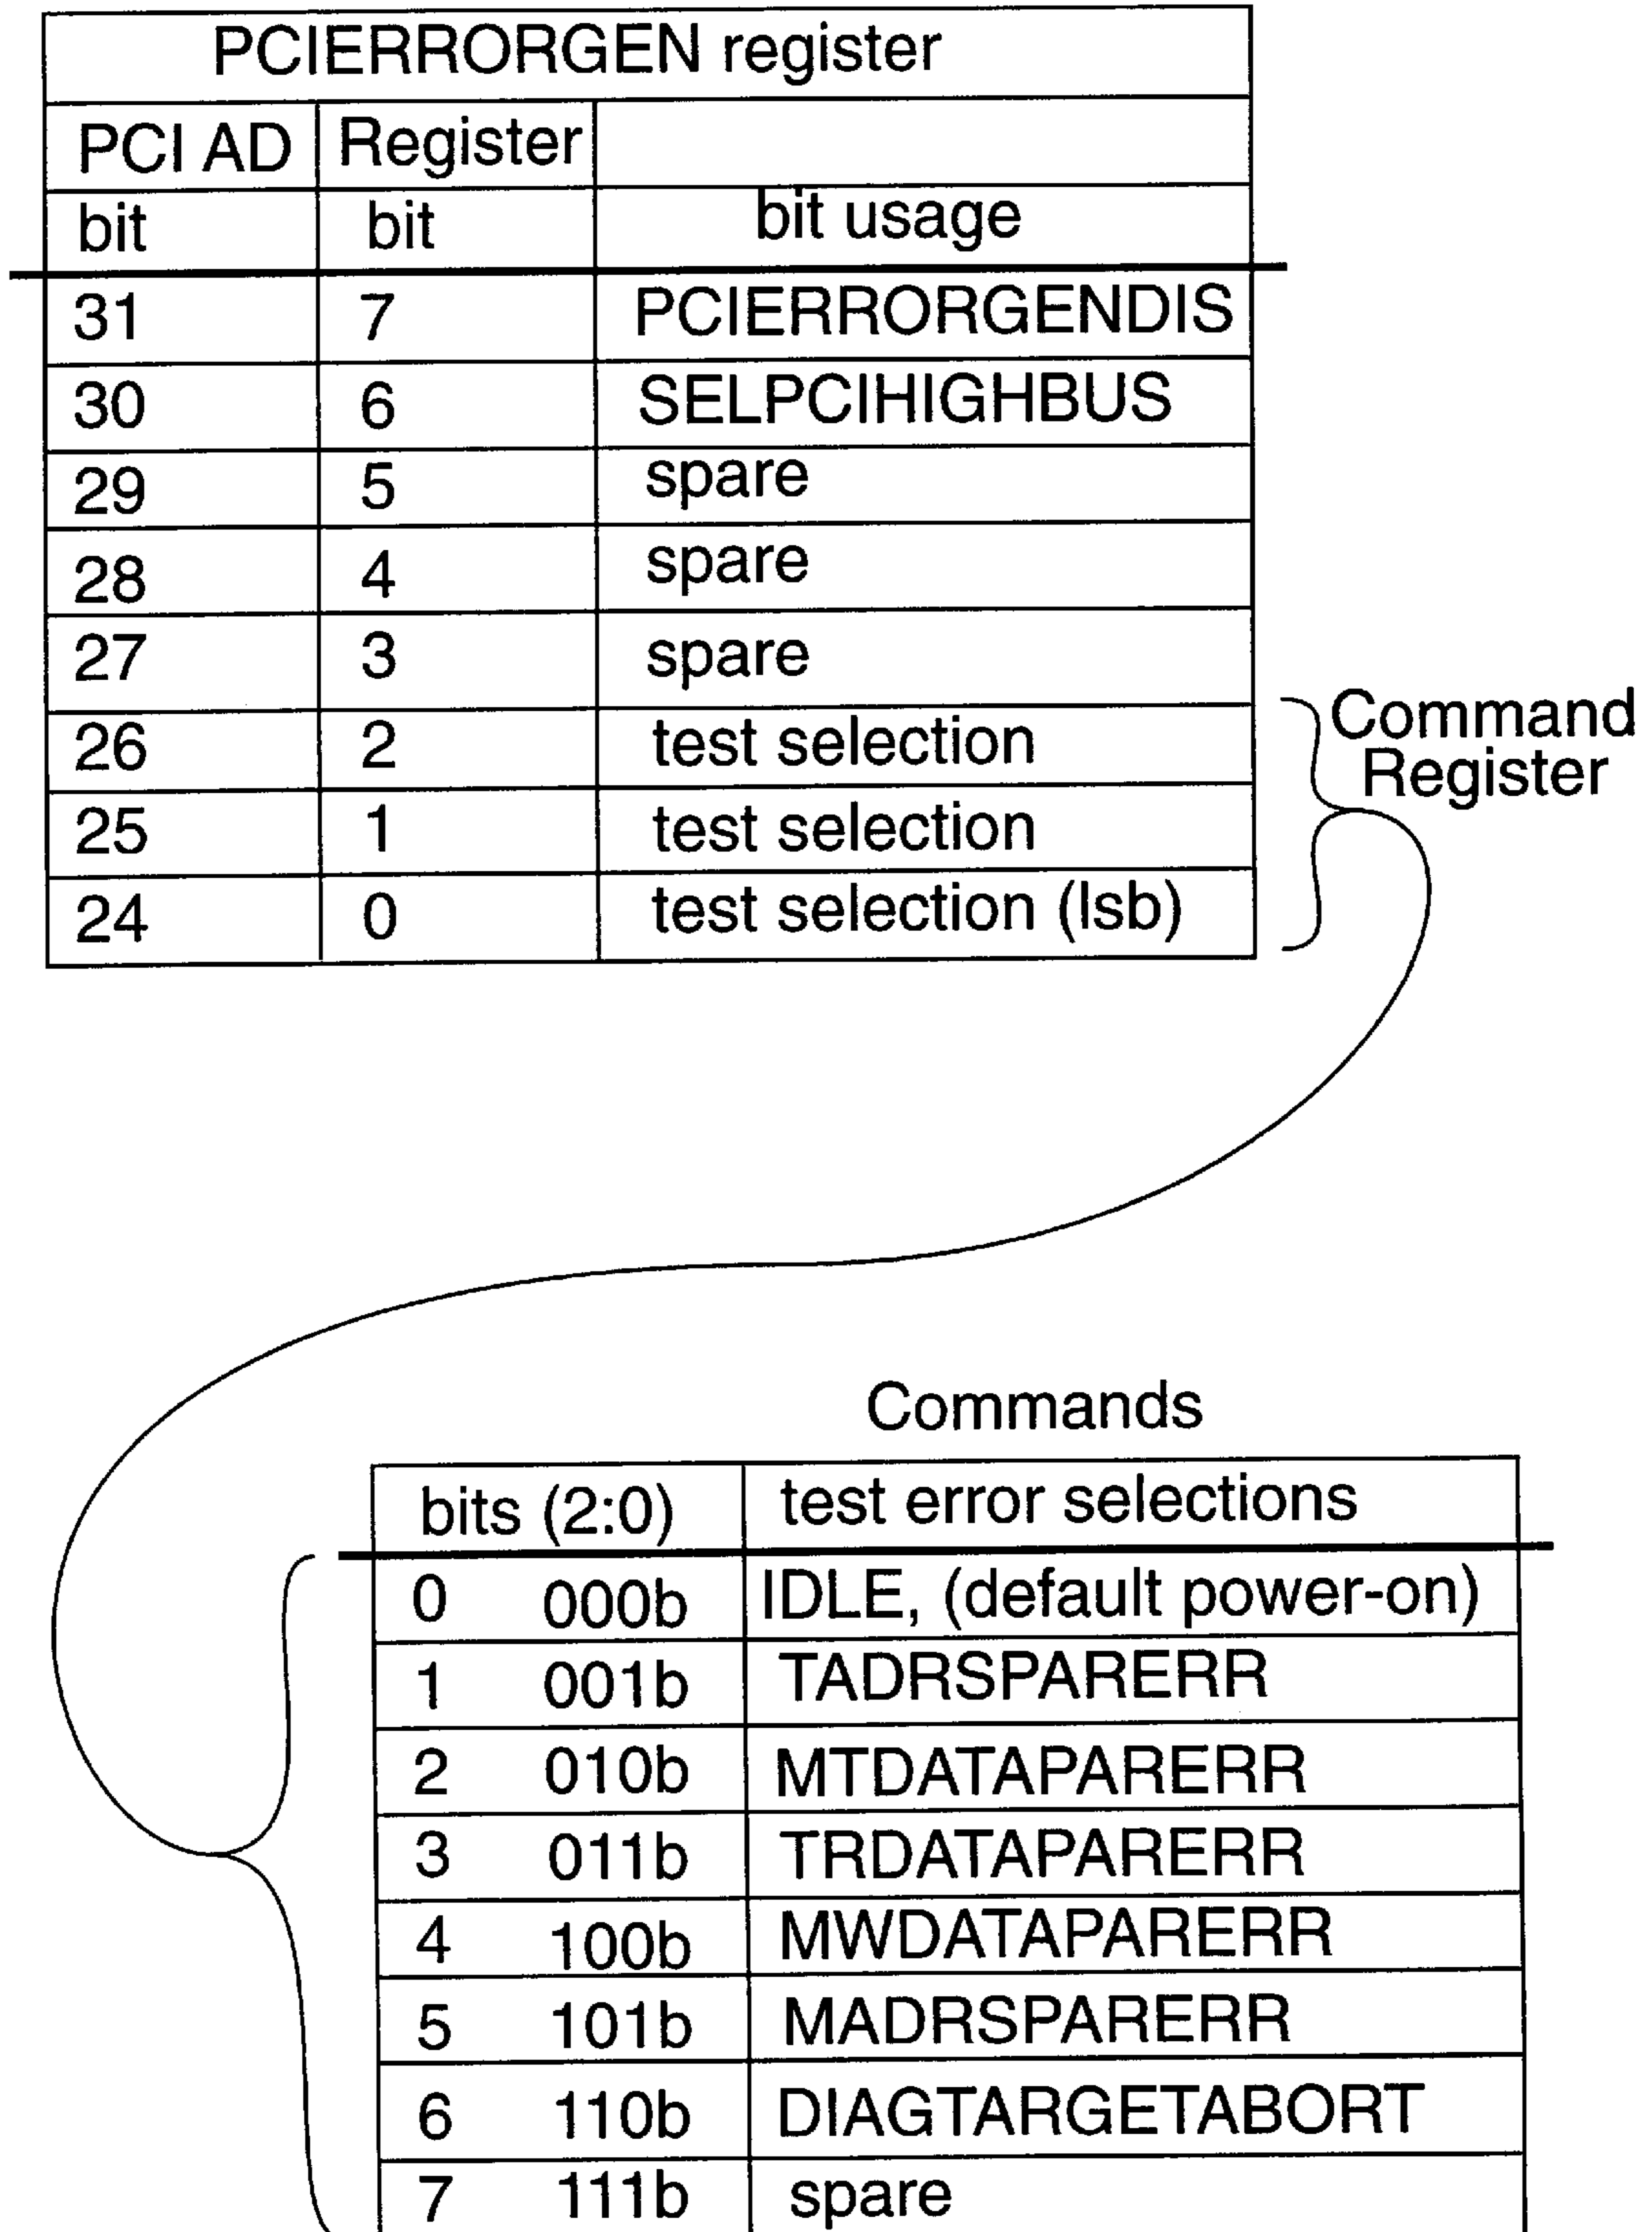 PCIERRORGEN register
PCI AD Register
bit bit bit usage
31 7 PCIERRORGENDIS
30 6 SELPCIHIGHBUS
29 5 spare
28 4 spare
27 3 spare
26 2 test selection
25 1 test selection
24 0 test selection (lsb)
Command
Register
Commands
bits (2:0) test error selections
0 000b IDLE, (default power-on)
1 001b TADRSPARERR
2 010b MTDATAPARERR
3 011b TRDATAPARERR
4 100b MWDATAPARERR
5 101b MADRSPARERR
6 110b DIAGTARGETABORT
7 111b spare